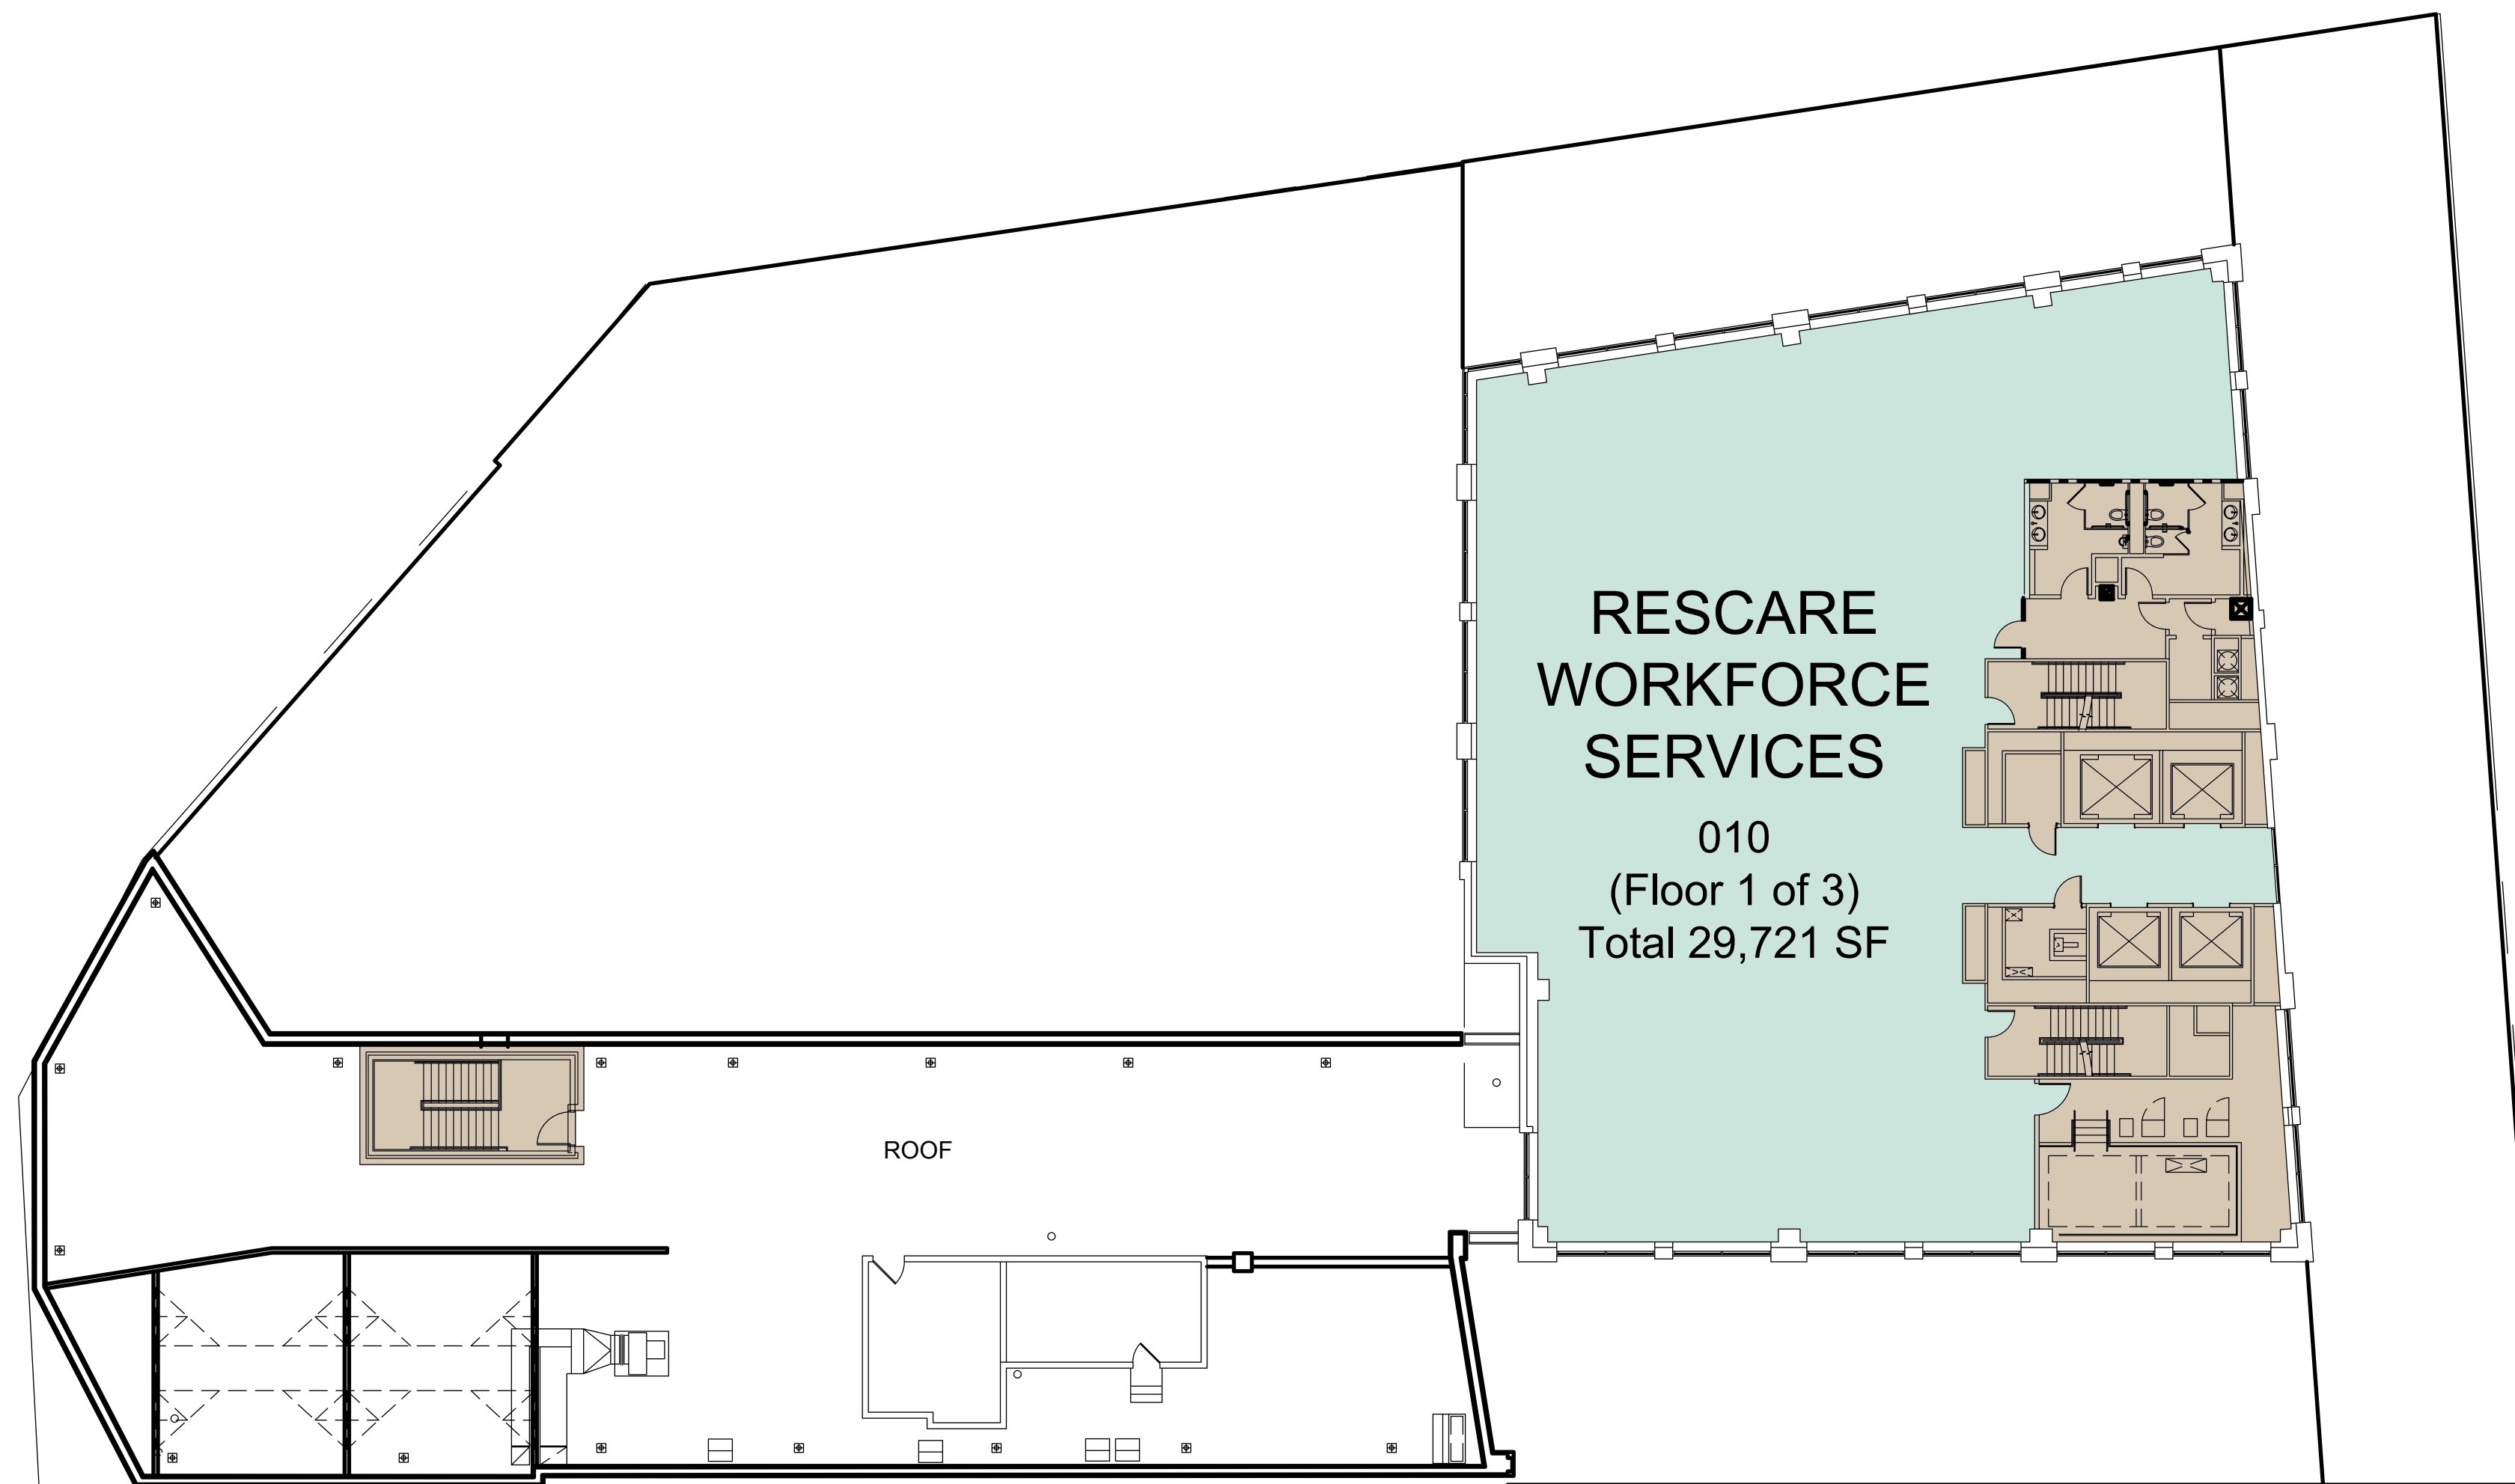 RESCARE
WORKFORCE
SERVICES
010
(Floor 1 of 3)
Total 29,721 SF
ROOF